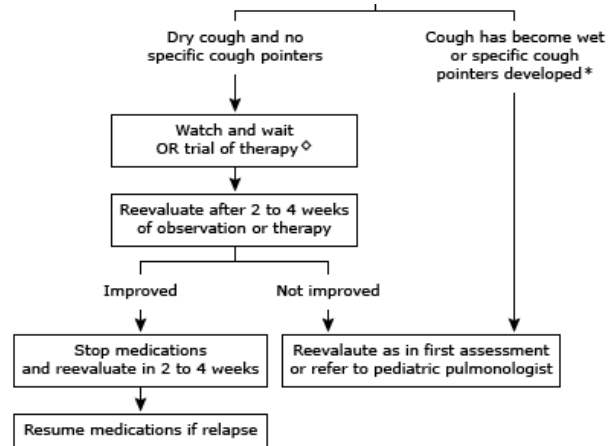 Dry cough and no
specific cough pointers
Cough has become wet
or specific cough
pointers developed*
Watch and wait
OR trial of therapy◇
Reevaluate after 2 to 4 weeks
of observation or therapy
Improved
Not improved
Stop medications
and reevaluate in 2 to 4 weeks
Reevalaute as in first assessment
or refer to pediatric pulmonologist
Resume medications if relapse